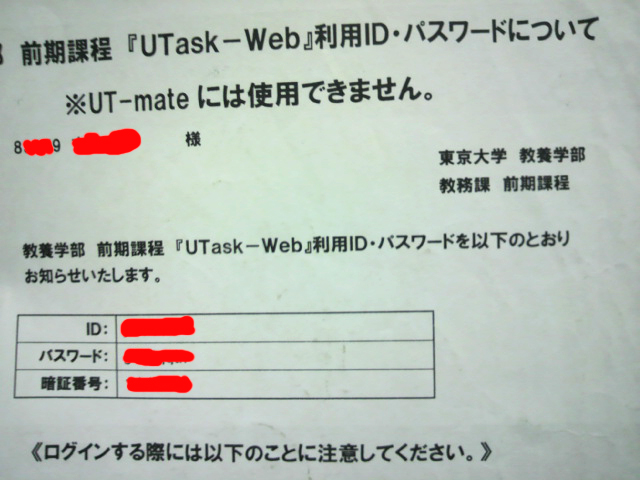 前期課程 『UTask－Web』利用ID・パスワードについて
※UT-mate には使用できません。
8 9 様
東京大学 教養学部
教務課 前期課程
教養学部 前期課程 『UTask－Web』利用ID・パスワードを以下のとおり
お知らせいたします。
ID:
パスワード:
暗証番号:
《ログインする際には以下のことに注意してください。》